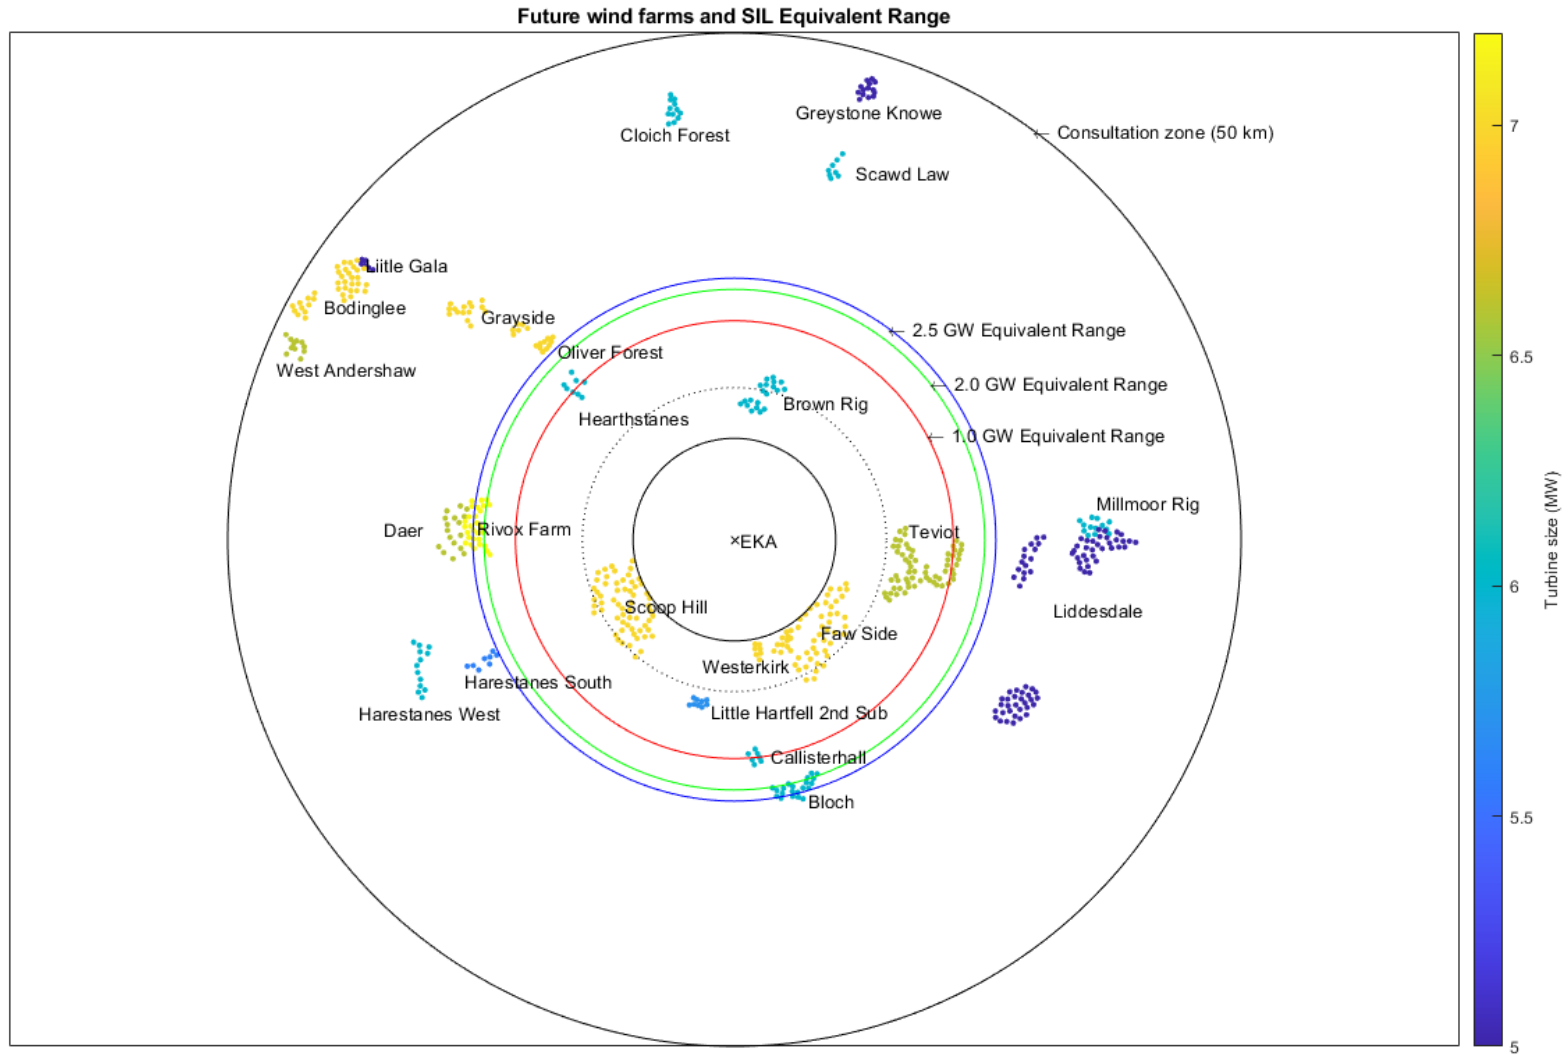 Future wind farms and SIL Equivalent Range
Greystone Knowe
Cloich Forest
Consultation zone (50 km)
7
Scawd Law
Liitle Gala
Bodinglee
Grayside
2.5 GW Equivalent Range
Oliver Forest
6.5
West Andershaw
2.0 GW Equivalent Range
Brown Rig
Hearthstanes
1.0 GW Equivalent Range
Millmoor Rig
Daer
Rivox Farm
Teviot
×EKA
Turbine size (MW)
6
Scoop Hill
Liddesdale
Faw Side
Westerkirk
Harestanes South
Harestanes West
Little Hartfell 2nd Sub
Callisterhall
Bloch
5.5
5